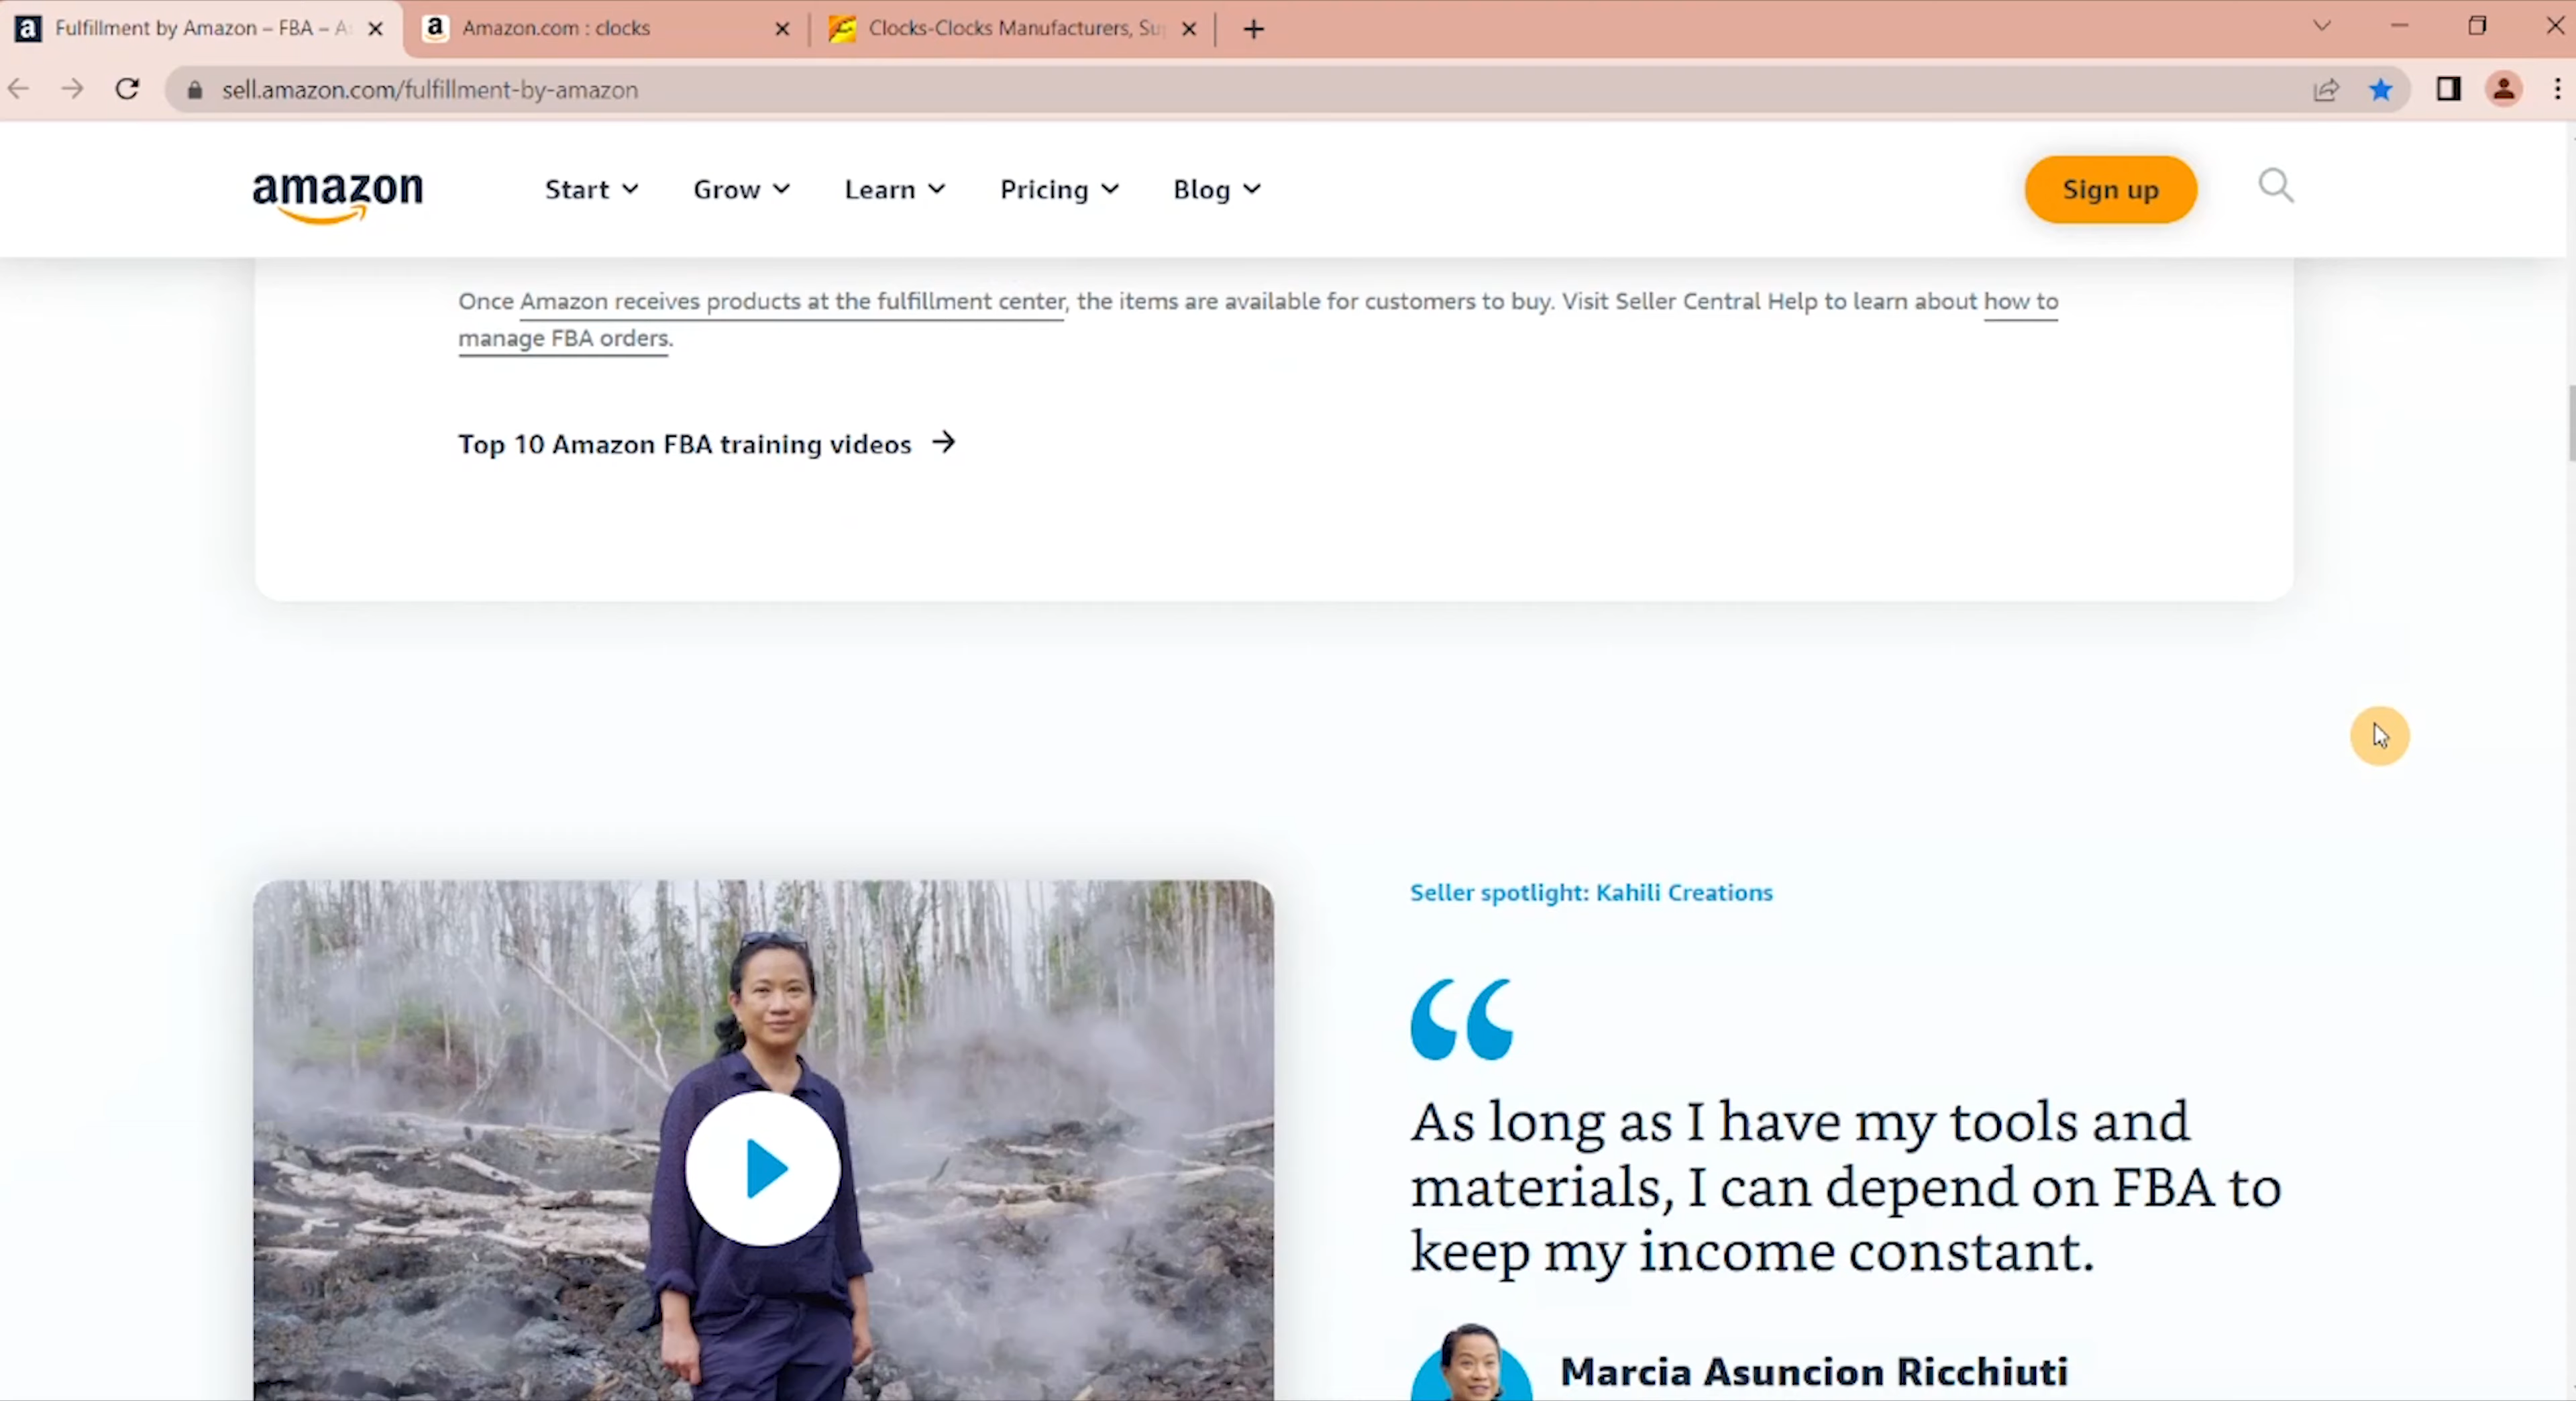 Fulfillment by Amazon – FBA – A
Amazon.com : clocks
Clocks-Clocks Manufacturers, Su
sell.amazon.com/fulfillment-by-amazon
amazon
Start
Grow
Learn
Pricing
Blog
Sign up
Once Amazon receives products at the fulfillment center, the items are available for customers to buy. Visit Seller Central Help to learn about how to
manage FBA orders.
Top 10 Amazon FBA training videos →
Seller spotlight: Kahili Creations
“
As long as I have my tools and
materials, I can depend on FBA to
keep my income constant.
Marcia Asuncion Ricchiuti